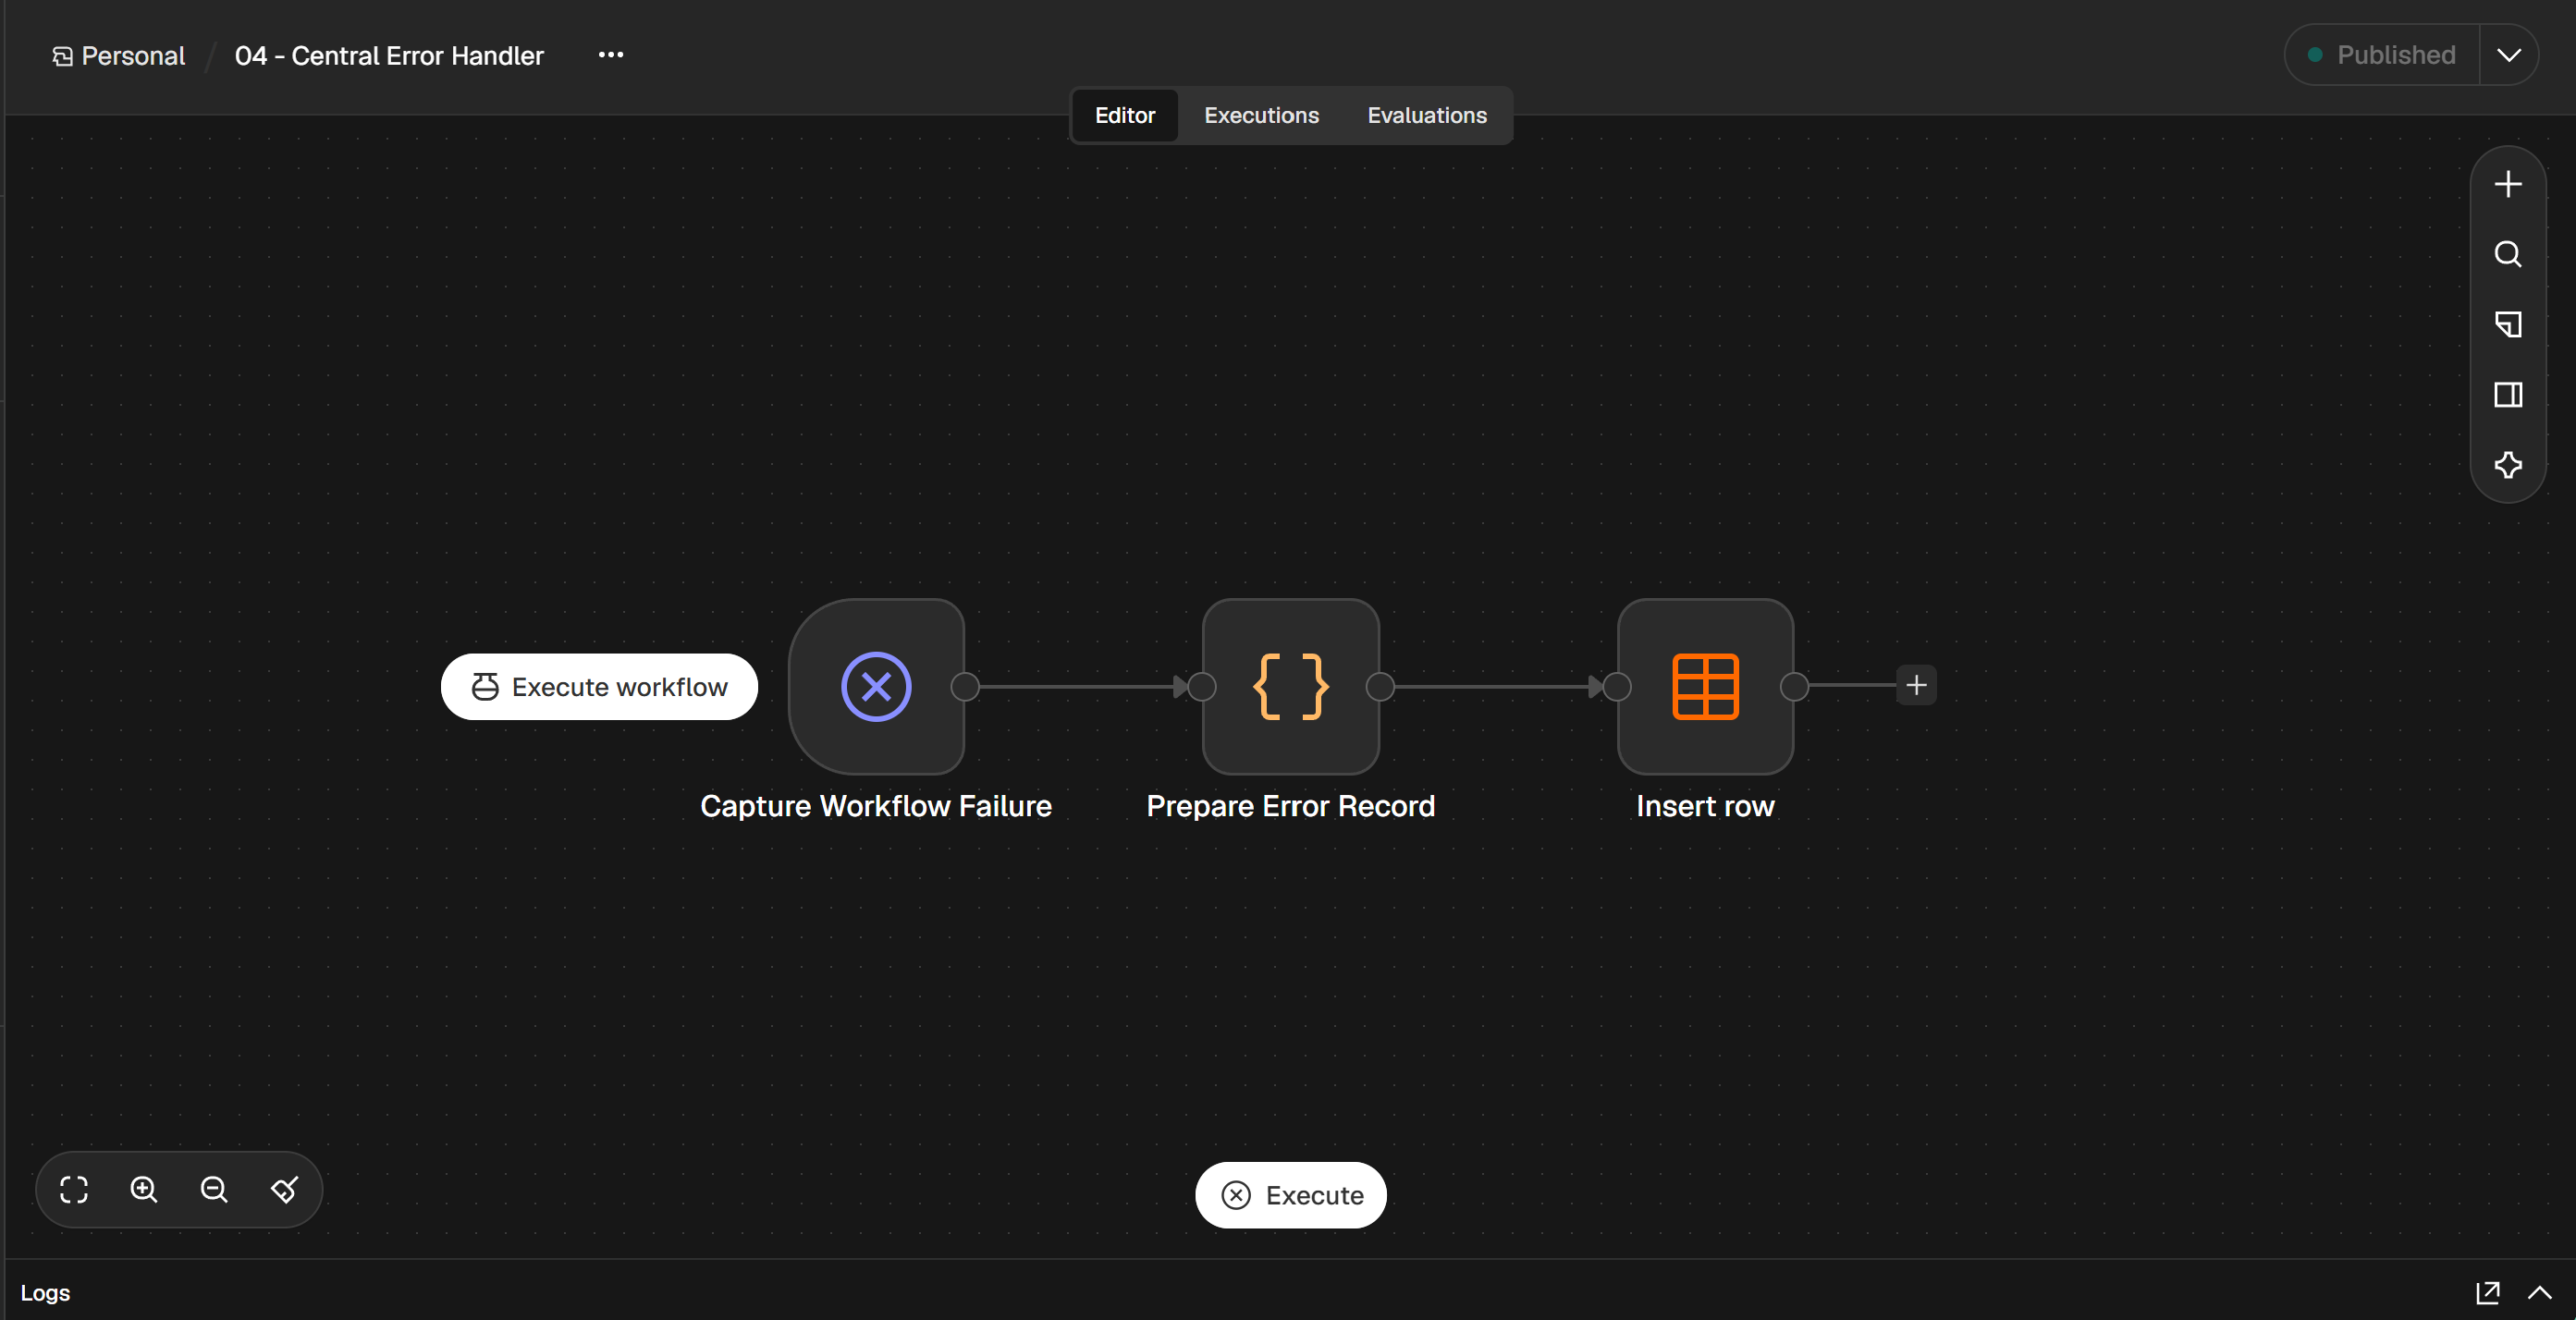 Personal / 04 - Central Error Handler
Published
Editor Executions Evaluations
Execute workflow
Capture Workflow Failure
Prepare Error Record
Insert row
Execute
Logs